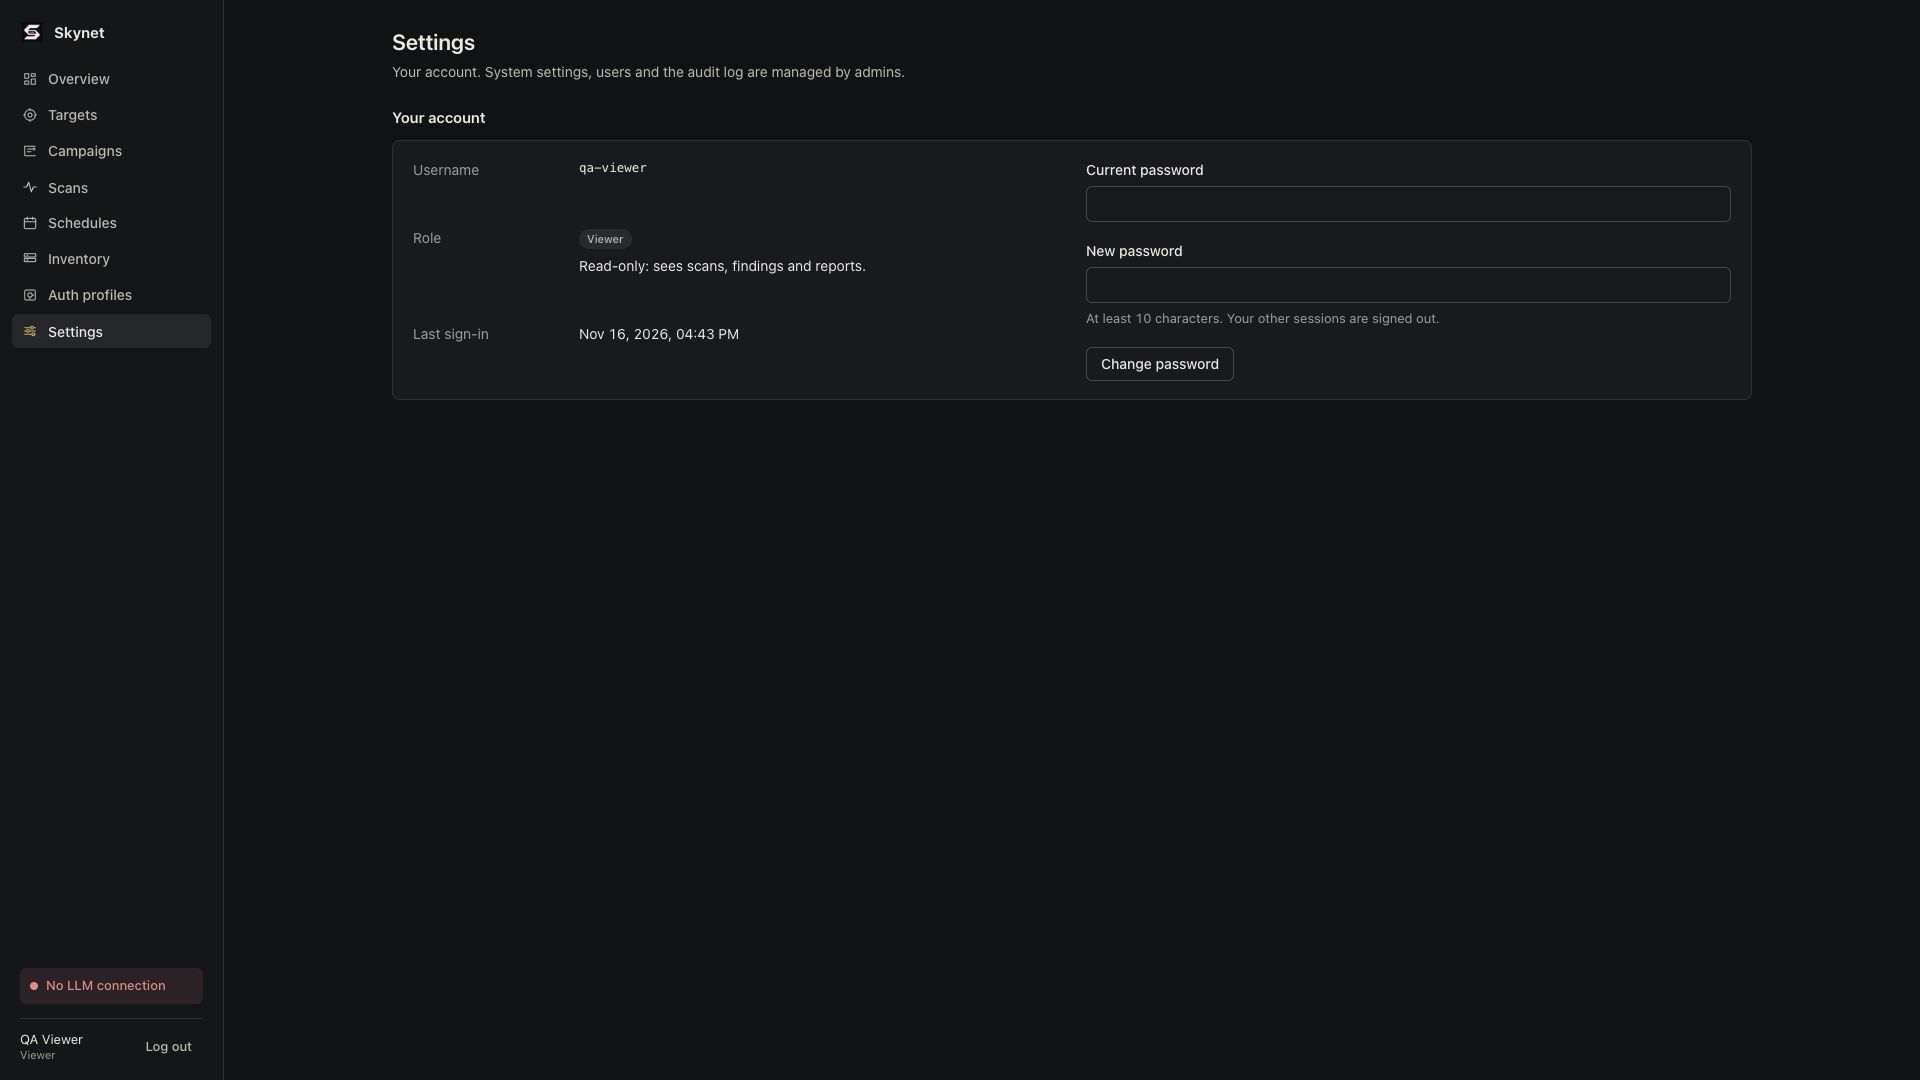 Skynet
Overview
Targets
Campaigns
Scans
Schedules
Inventory
Auth profiles
Settings
No LLM connection
QA Viewer
Viewer
Log out
Settings
Your account. System settings, users and the audit log are managed by admins.
Your account
Username
qa-viewer
Role
Viewer
Read-only: sees scans, findings and reports.
Last sign-in
Nov 16, 2026, 04:43 PM
Current password
New password
At least 10 characters. Your other sessions are signed out.
Change password